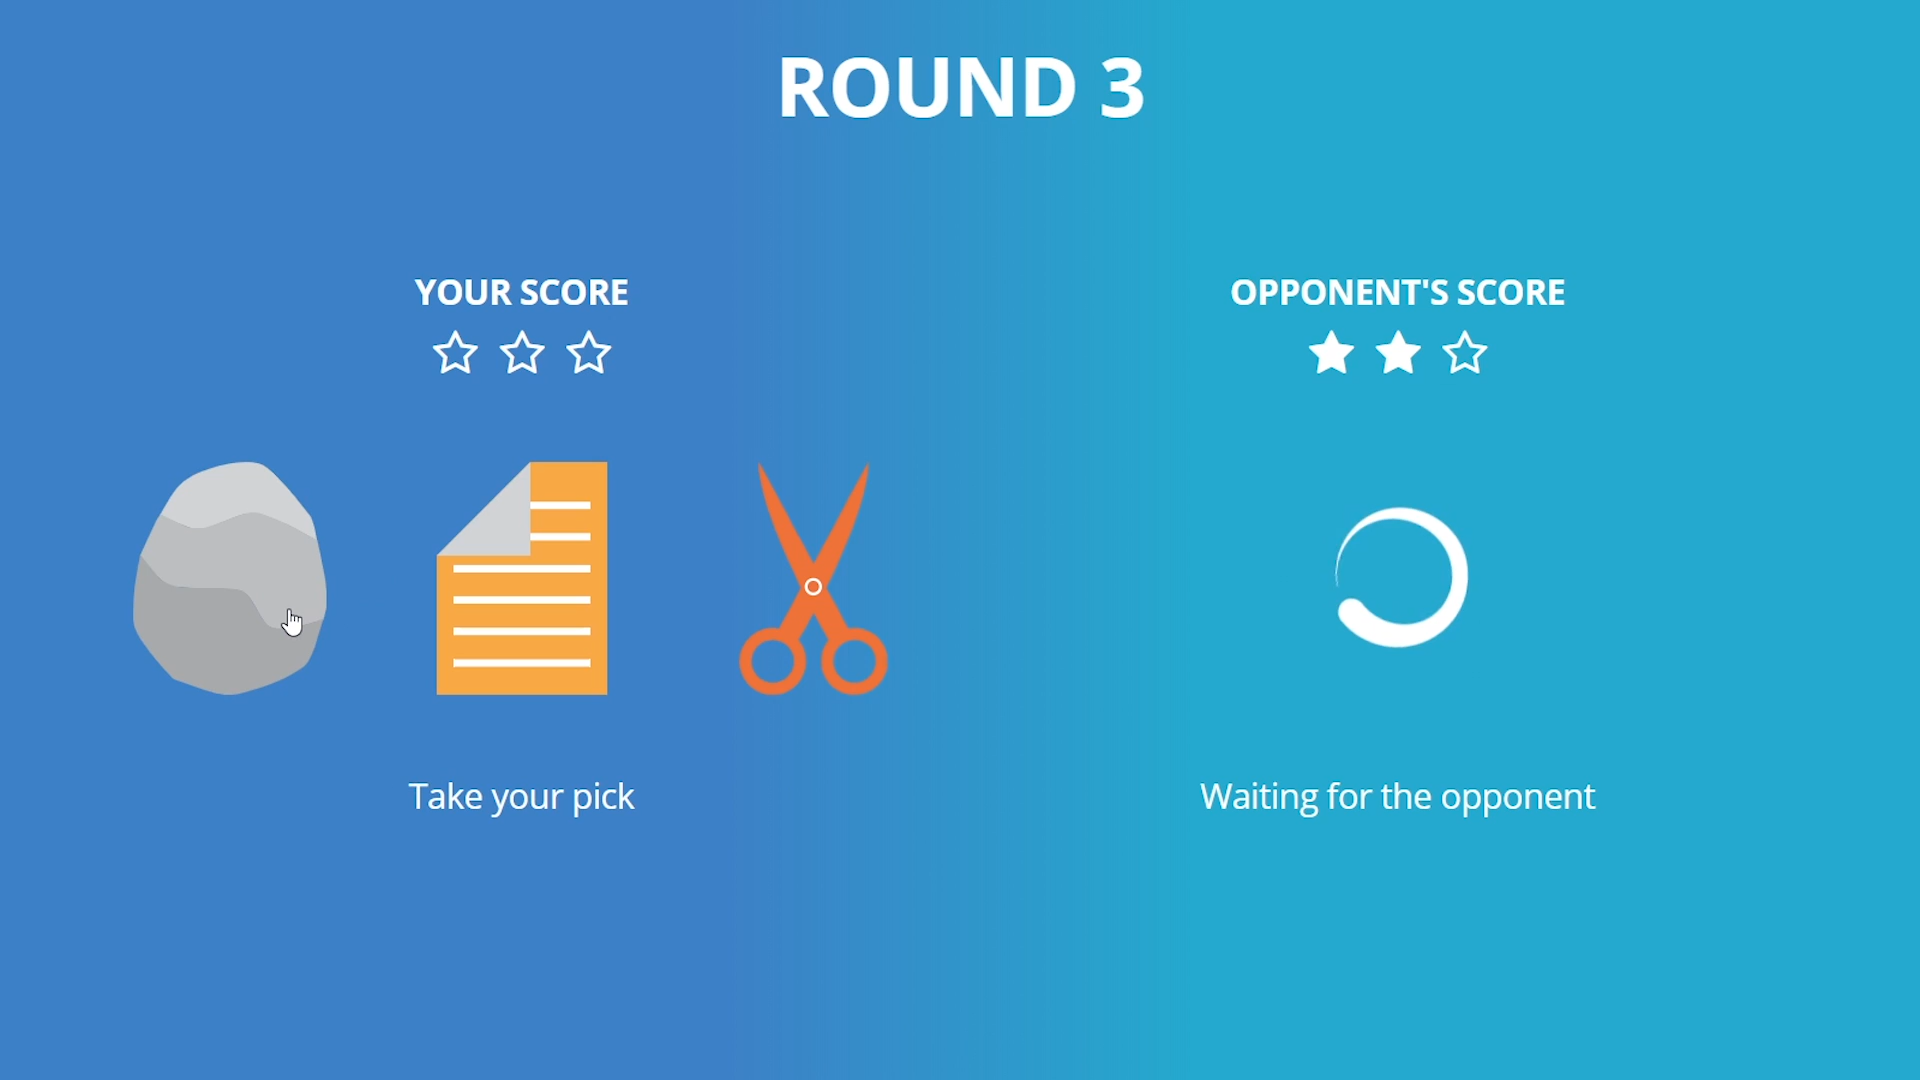 ROUND 3
YOUR SCORE
OPPONENT'S SCORE
Take your pick
Waiting for the opponent